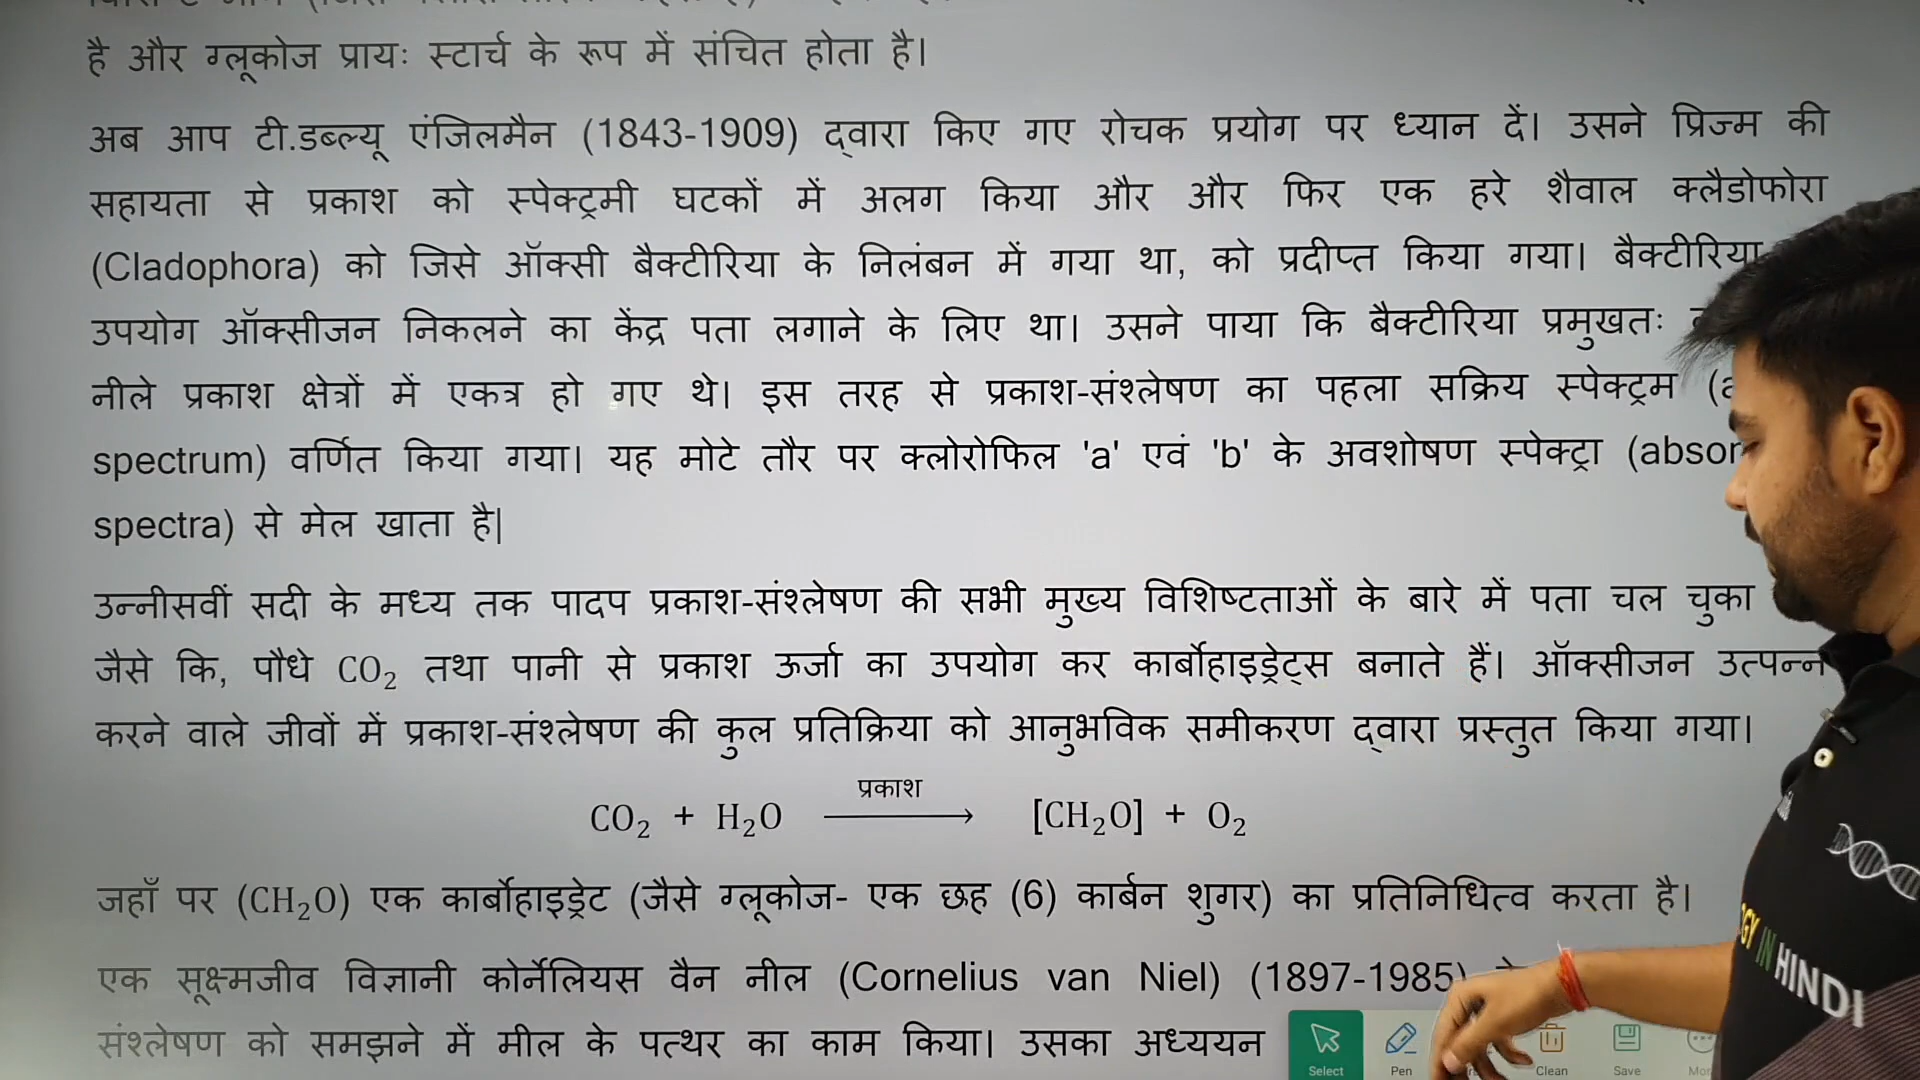 है और ग्लूकोज प्रायः स्टार्च के रूप में संचित होता है।
अब आप टी.डब्ल्यू एंजिलमैन (1843-1909) द्वारा किए गए रोचक प्रयोग पर ध्यान दें। उसने प्रिज्म की
सहायता से प्रकाश को स्पेक्ट्रमी घटकों में अलग किया और और फिर एक हरे शैवाल क्लैडोफोरा
(Cladophora) को जिसे ऑक्सी बैक्टीरिया के निलंबन में गया था, को प्रदीप्त किया गया। बैक्टीरिया
उपयोग ऑक्सीजन निकलने का केंद्र पता लगाने के लिए था। उसने पाया कि बैक्टीरिया प्रमुखतः
नीले प्रकाश क्षेत्रों में एकत्र हो गए थे। इस तरह से प्रकाश-संश्लेषण का पहला सक्रिय स्पेक्ट्रम
spectrum) वर्णित किया गया। यह मोटे तौर पर क्लोरोफिल 'a' एवं 'b' के अवशोषण स्पेक्ट्रा
spectra) से मेल खाता है|
उन्नीसवीं सदी के मध्य तक पादप प्रकाश-संश्लेषण की सभी मुख्य विशिष्टताओं के बारे में पता चल चुका
जैसे कि, पौधे CO₂ तथा पानी से प्रकाश ऊर्जा का उपयोग कर कार्बोहाइड्रेट्स बनाते हैं। ऑक्सीजन उत्पन्न
करने वाले जीवों में प्रकाश-संश्लेषण की कुल प्रतिक्रिया को आनुभविक समीकरण द्वारा प्रस्तुत किया गया।
प्रकाश
CO₂ + H₂O ⟶ [CH₂O] + O₂
जहाँ पर (CH₂O) एक कार्बोहाइड्रेट (जैसे ग्लूकोज- एक छह (6) कार्बन शुगर) का प्रतिनिधित्व करता है।
एक सूक्ष्मजीव विज्ञानी कोर्नेलियस वैन नील (Cornelius van Niel) (1897-1985)
संश्लेषण को समझने में मील के पत्थर का काम किया। उसका अध्ययन
Select Pen Clean Save
IN HINDI